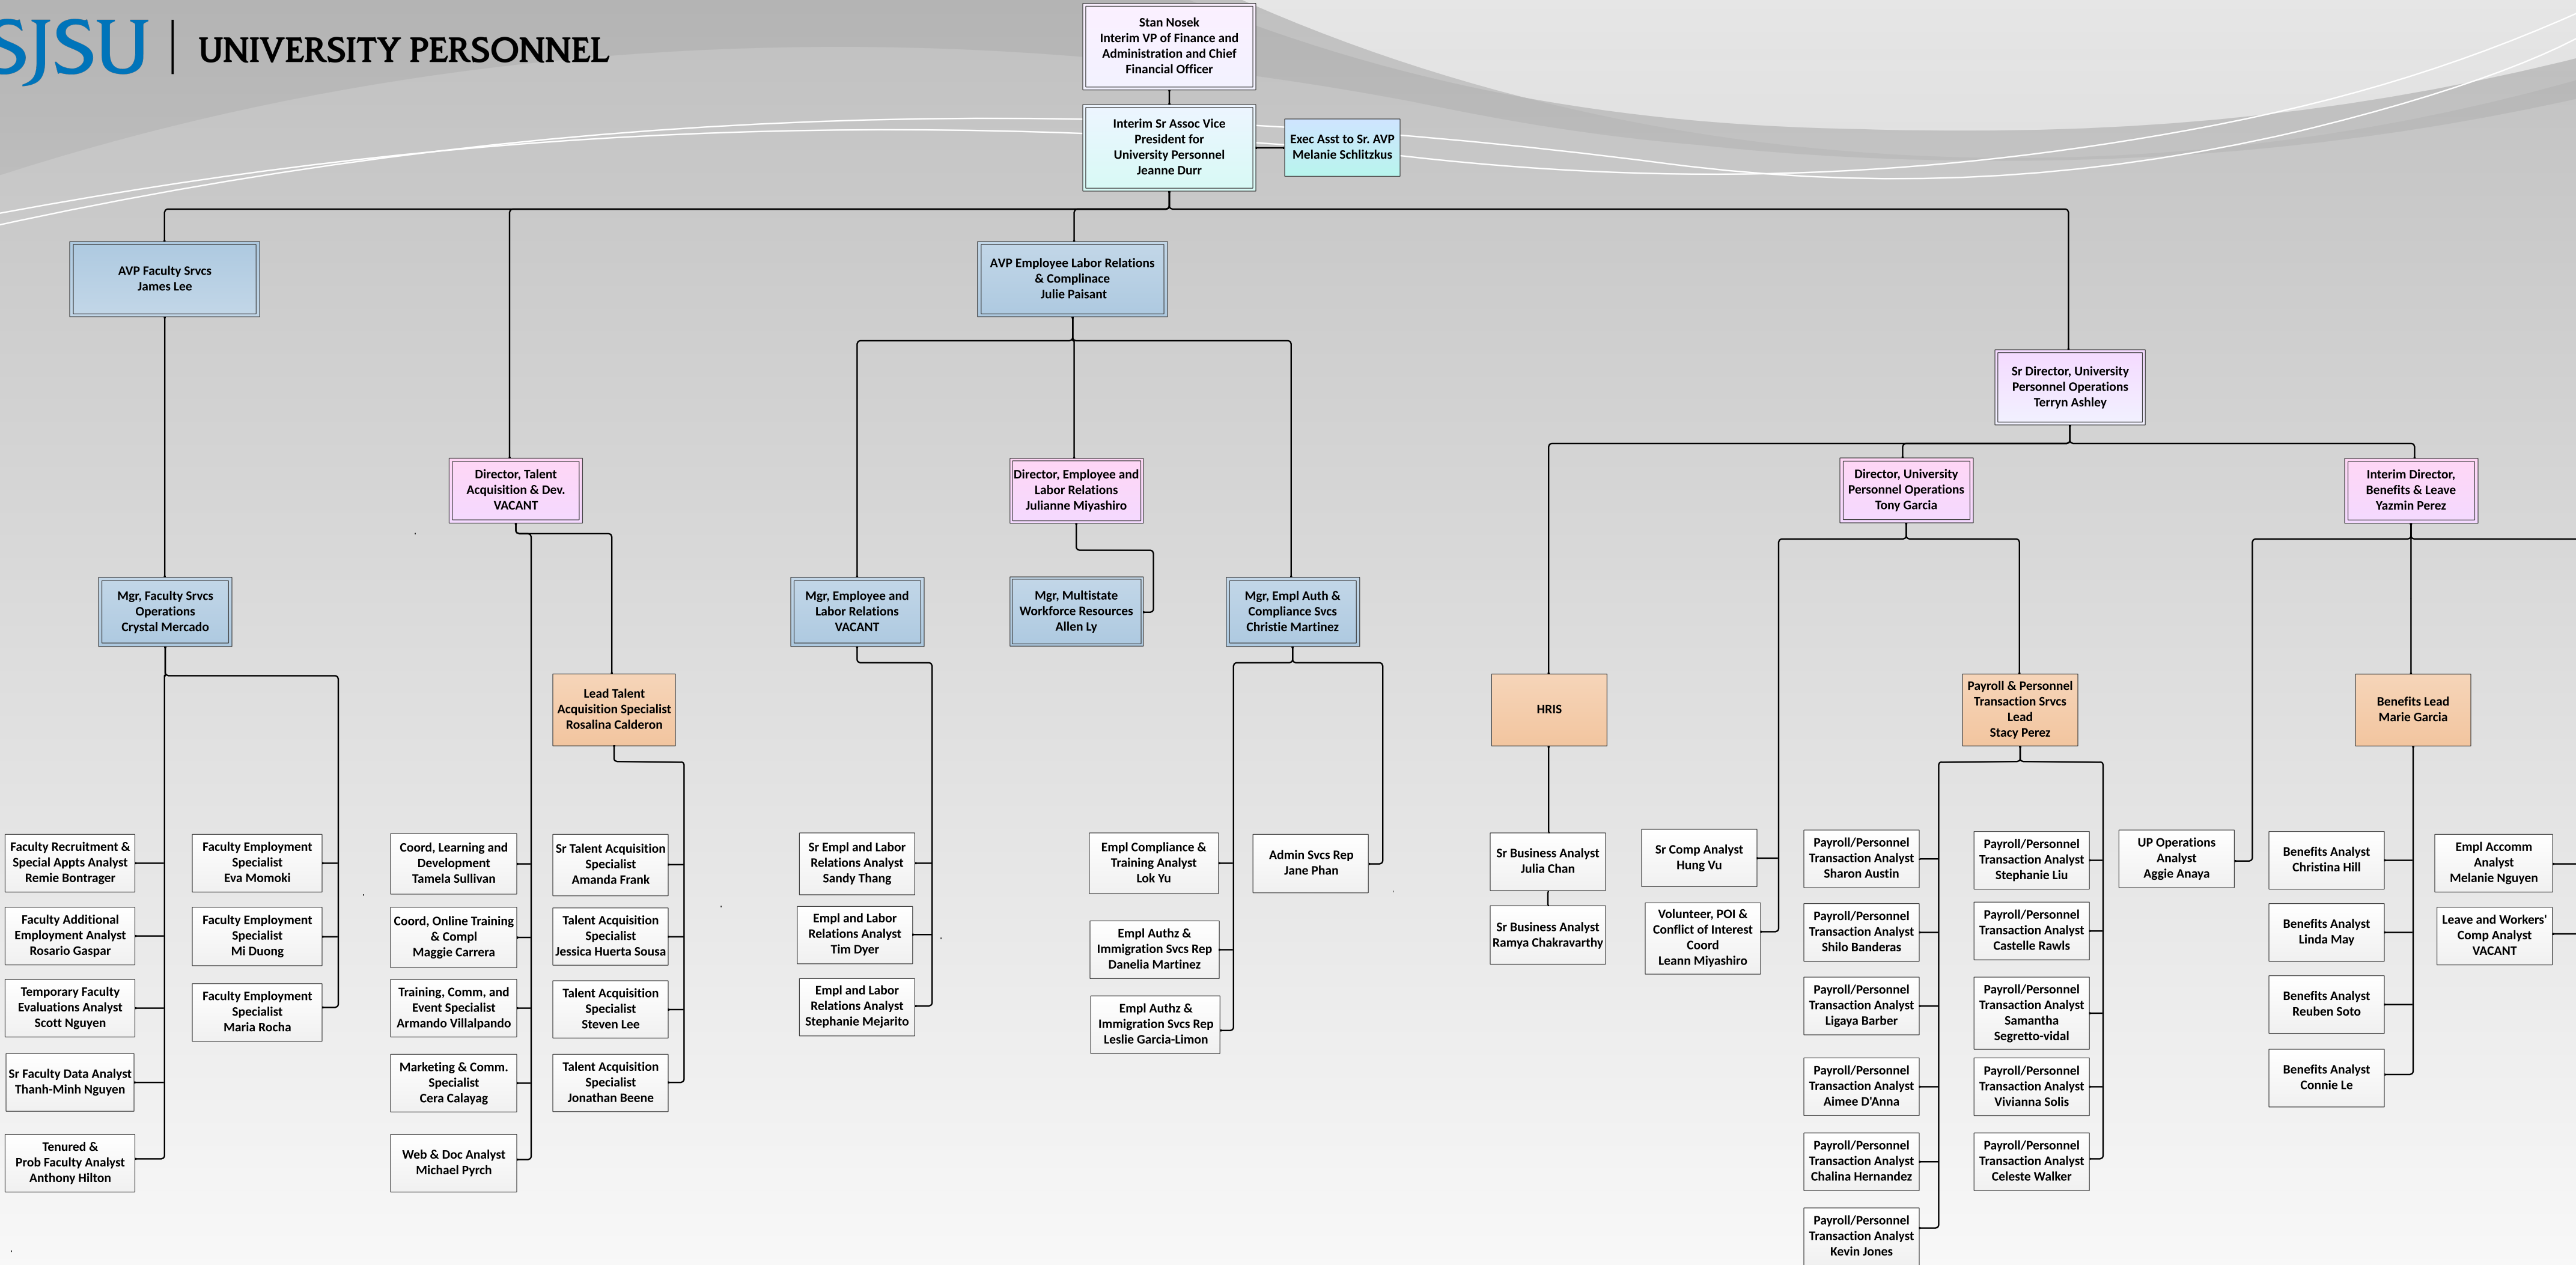 SJSU | UNIVERSITY PERSONNEL
Stan Nosek
Interim VP of Finance and
Administration and Chief
Financial Officer
Interim Sr Assoc Vice
President for
University Personnel
Jeanne Durr
Exec Asst to Sr. AVP
Melanie Schlitzkus
AVP Faculty Srvcs
James Lee
AVP Employee Labor Relations
& Complinace
Julie Paisant
Sr Director, University
Personnel Operations
Terryn Ashley
Director, Talent
Acquisition & Dev.
VACANT
Director, Employee and
Labor Relations
Julianne Miyashiro
Director, University
Personnel Operations
Tony Garcia
Interim Director,
Benefits & Leave
Yazmin Perez
Mgr, Faculty Srvcs
Operations
Crystal Mercado
Mgr, Employee and
Labor Relations
VACANT
Mgr, Multistate
Workforce Resources
Allen Ly
Mgr, Empl Auth &
Compliance Svcs
Christie Martinez
Lead Talent
Acquisition Specialist
Rosalina Calderon
HRIS
Payroll & Personnel
Transaction Srvcs
Lead
Stacy Perez
Benefits Lead
Marie Garcia
Faculty Recruitment &
Special Appts Analyst
Remie Bontrager
Faculty Additional
Employment Analyst
Rosario Gaspar
Temporary Faculty
Evaluations Analyst
Scott Nguyen
Sr Faculty Data Analyst
Thanh-Minh Nguyen
Tenured &
Prob Faculty Analyst
Anthony Hilton
Faculty Employment
Specialist
Eva Momoki
Faculty Employment
Specialist
Mi Duong
Faculty Employment
Specialist
Maria Rocha
Coord, Learning and
Development
Tamela Sullivan
Coord, Online Training
& Compl
Maggie Carrera
Training, Comm, and
Event Specialist
Armando Villalpando
Marketing & Comm.
Specialist
Cera Calayag
Web & Doc Analyst
Michael Pyrch
Sr Talent Acquisition
Specialist
Amanda Frank
Talent Acquisition
Specialist
Jessica Huerta Sousa
Talent Acquisition
Specialist
Steven Lee
Talent Acquisition
Specialist
Jonathan Beene
Sr Empl and Labor
Relations Analyst
Sandy Thang
Empl and Labor
Relations Analyst
Tim Dyer
Empl and Labor
Relations Analyst
Stephanie Mejarito
Empl Compliance &
Training Analyst
Lok Yu
Empl Authz &
Immigration Svcs Rep
Danelia Martinez
Empl Authz &
Immigration Svcs Rep
Leslie Garcia-Limon
Admin Svcs Rep
Jane Phan
Sr Business Analyst
Julia Chan
Sr Business Analyst
Ramya Chakravarthy
Sr Comp Analyst
Hung Vu
Volunteer, POI &
Conflict of Interest
Coord
Leann Miyashiro
Payroll/Personnel
Transaction Analyst
Sharon Austin
Payroll/Personnel
Transaction Analyst
Shilo Banderas
Payroll/Personnel
Transaction Analyst
Ligaya Barber
Payroll/Personnel
Transaction Analyst
Aimee D'Anna
Payroll/Personnel
Transaction Analyst
Chalina Hernandez
Payroll/Personnel
Transaction Analyst
Kevin Jones
Payroll/Personnel
Transaction Analyst
Stephanie Liu
Payroll/Personnel
Transaction Analyst
Castelle Rawls
Payroll/Personnel
Transaction Analyst
Samantha
Segretto-vidal
Payroll/Personnel
Transaction Analyst
Vivianna Solis
Payroll/Personnel
Transaction Analyst
Celeste Walker
UP Operations
Analyst
Aggie Anaya
Benefits Analyst
Christina Hill
Benefits Analyst
Linda May
Benefits Analyst
Reuben Soto
Benefits Analyst
Connie Le
Empl Accomm
Analyst
Melanie Nguyen
Leave and Workers'
Comp Analyst
VACANT